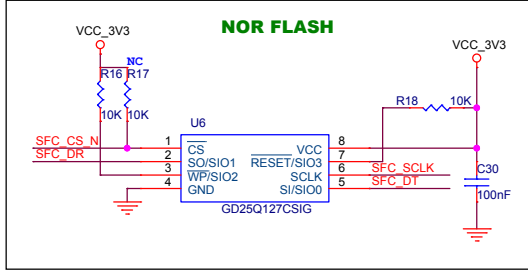 NOR FLASH
VCC_3V3
VCC_3V3
NC
R16 R17
R18 10K
10K 10K
U6
SFC_CS_N 1 CS VCC 8
SFC_DR 2 SO/SIO1 RESET/SIO3 7
3 WP/SIO2 SCLK 6 SFC_SCLK
4 GND SI/SIO0 5 SFC_DT
C30
100nF
GD25Q127CSIG